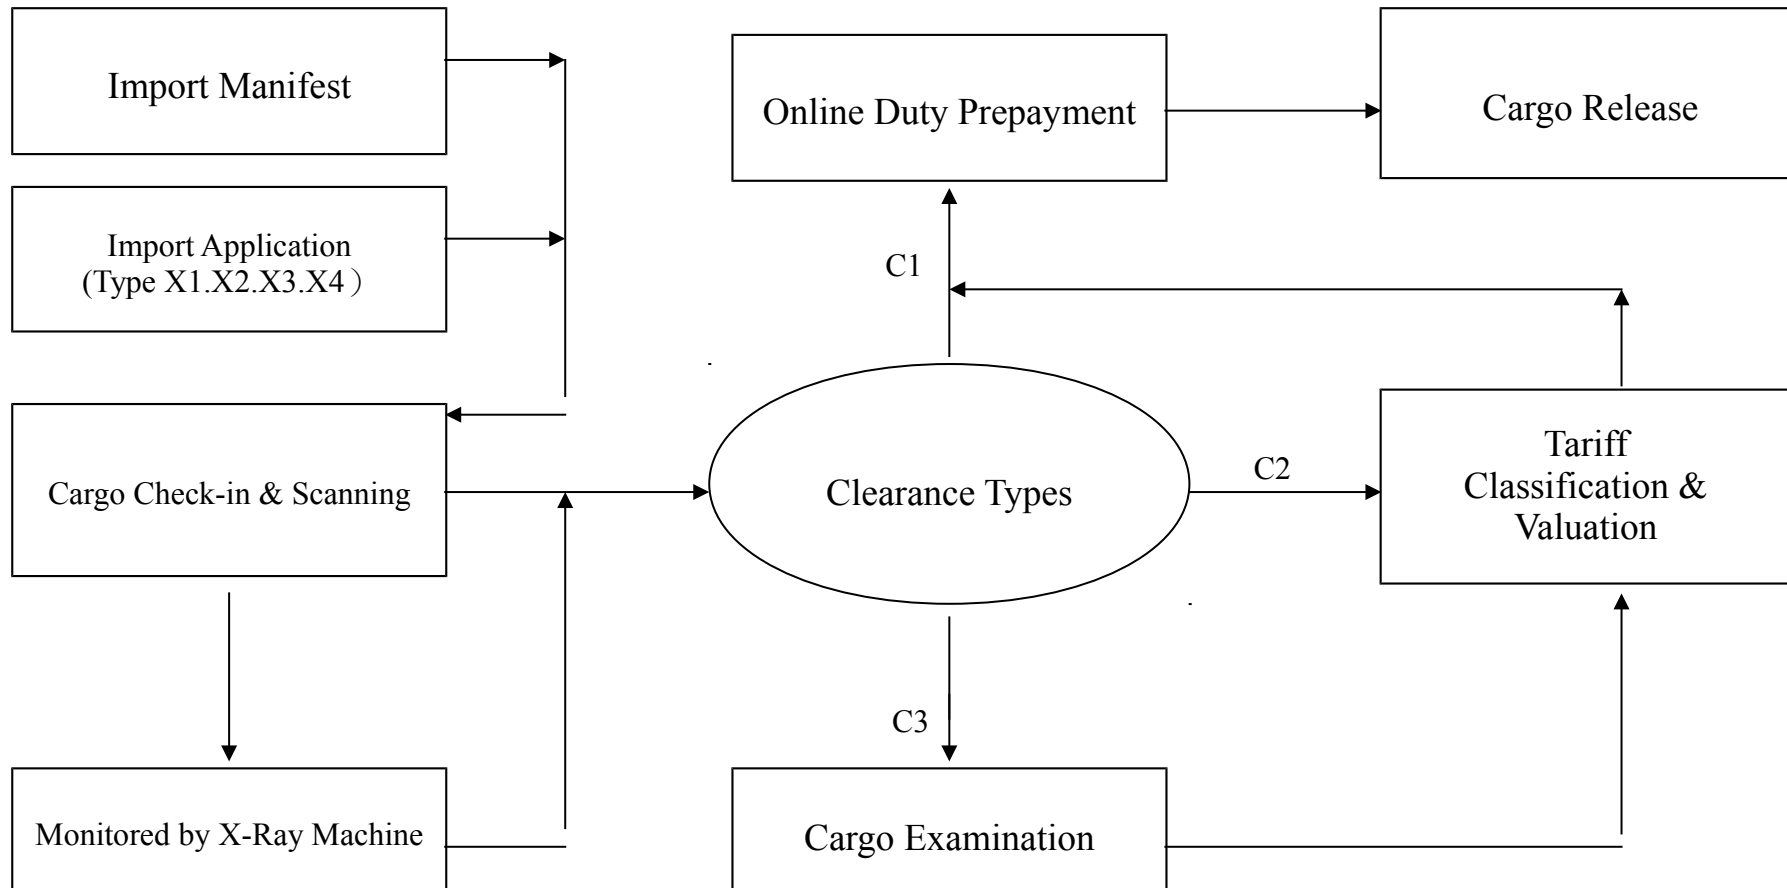 Import Manifest
Online Duty Prepayment
Cargo Release
Import Application
(Type X1.X2.X3.X4）
C1
Cargo Check-in & Scanning
Clearance Types
C2
Tariff
Classification &
Valuation
C3
Monitored by X-Ray Machine
Cargo Examination